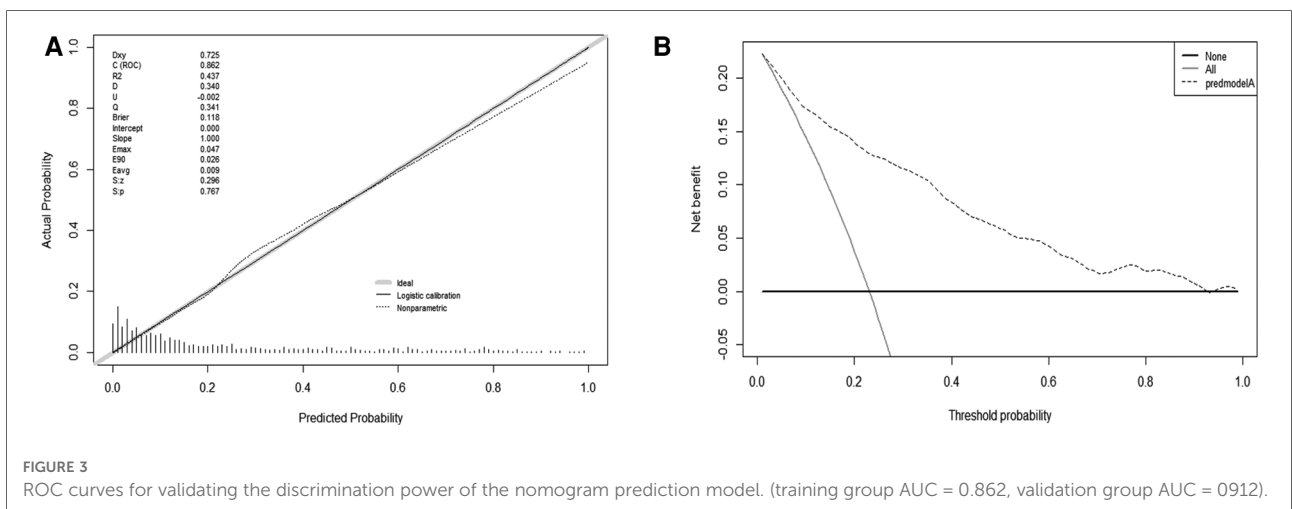 A
Dxy 0.725
C (ROC) 0.862
R2 0.437
D 0.340
U -0.002
Q 0.341
Brier 0.118
Intercept 0.000
Slope 1.000
Emax 0.047
E90 0.026
Eavg 0.009
S:z 0.296
S:p 0.767
Actual Probability
1.0
0.8
0.6
0.4
0.2
0.0
Ideal
Logistic calibration
Nonparametric
0.0 0.2 0.4 0.6 0.8 1.0
Predicted Probability
B
None
All
predmodelA
Net benefit
0.20
0.15
0.10
0.05
0.00
-0.05
0.0 0.2 0.4 0.6 0.8 1.0
Threshold probability
FIGURE 3
ROC curves for validating the discrimination power of the nomogram prediction model. (training group AUC = 0.862, validation group AUC = 0912).